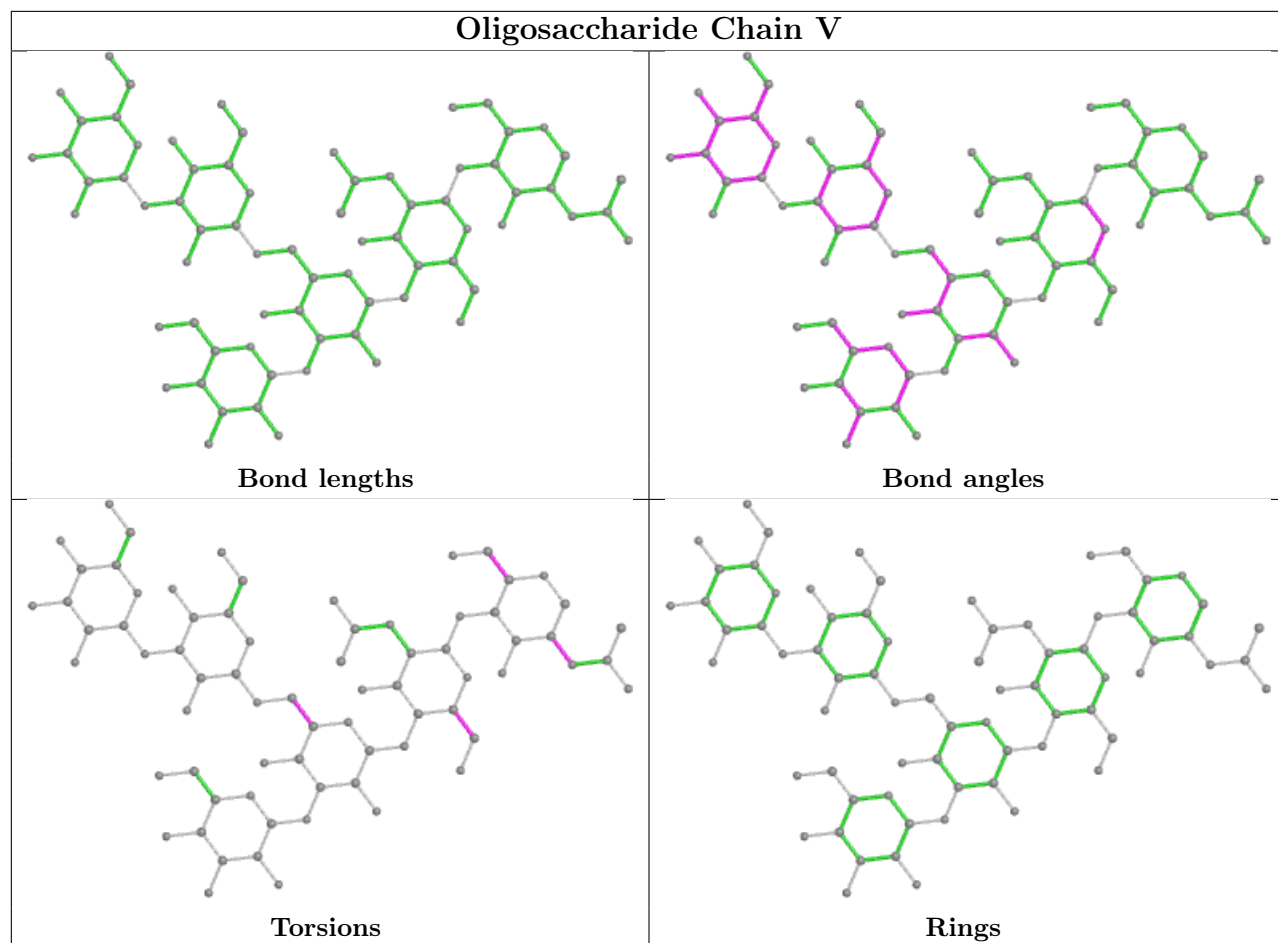 Oligosaccharide Chain V
Bond lengths
Bond angles
Torsions
Rings